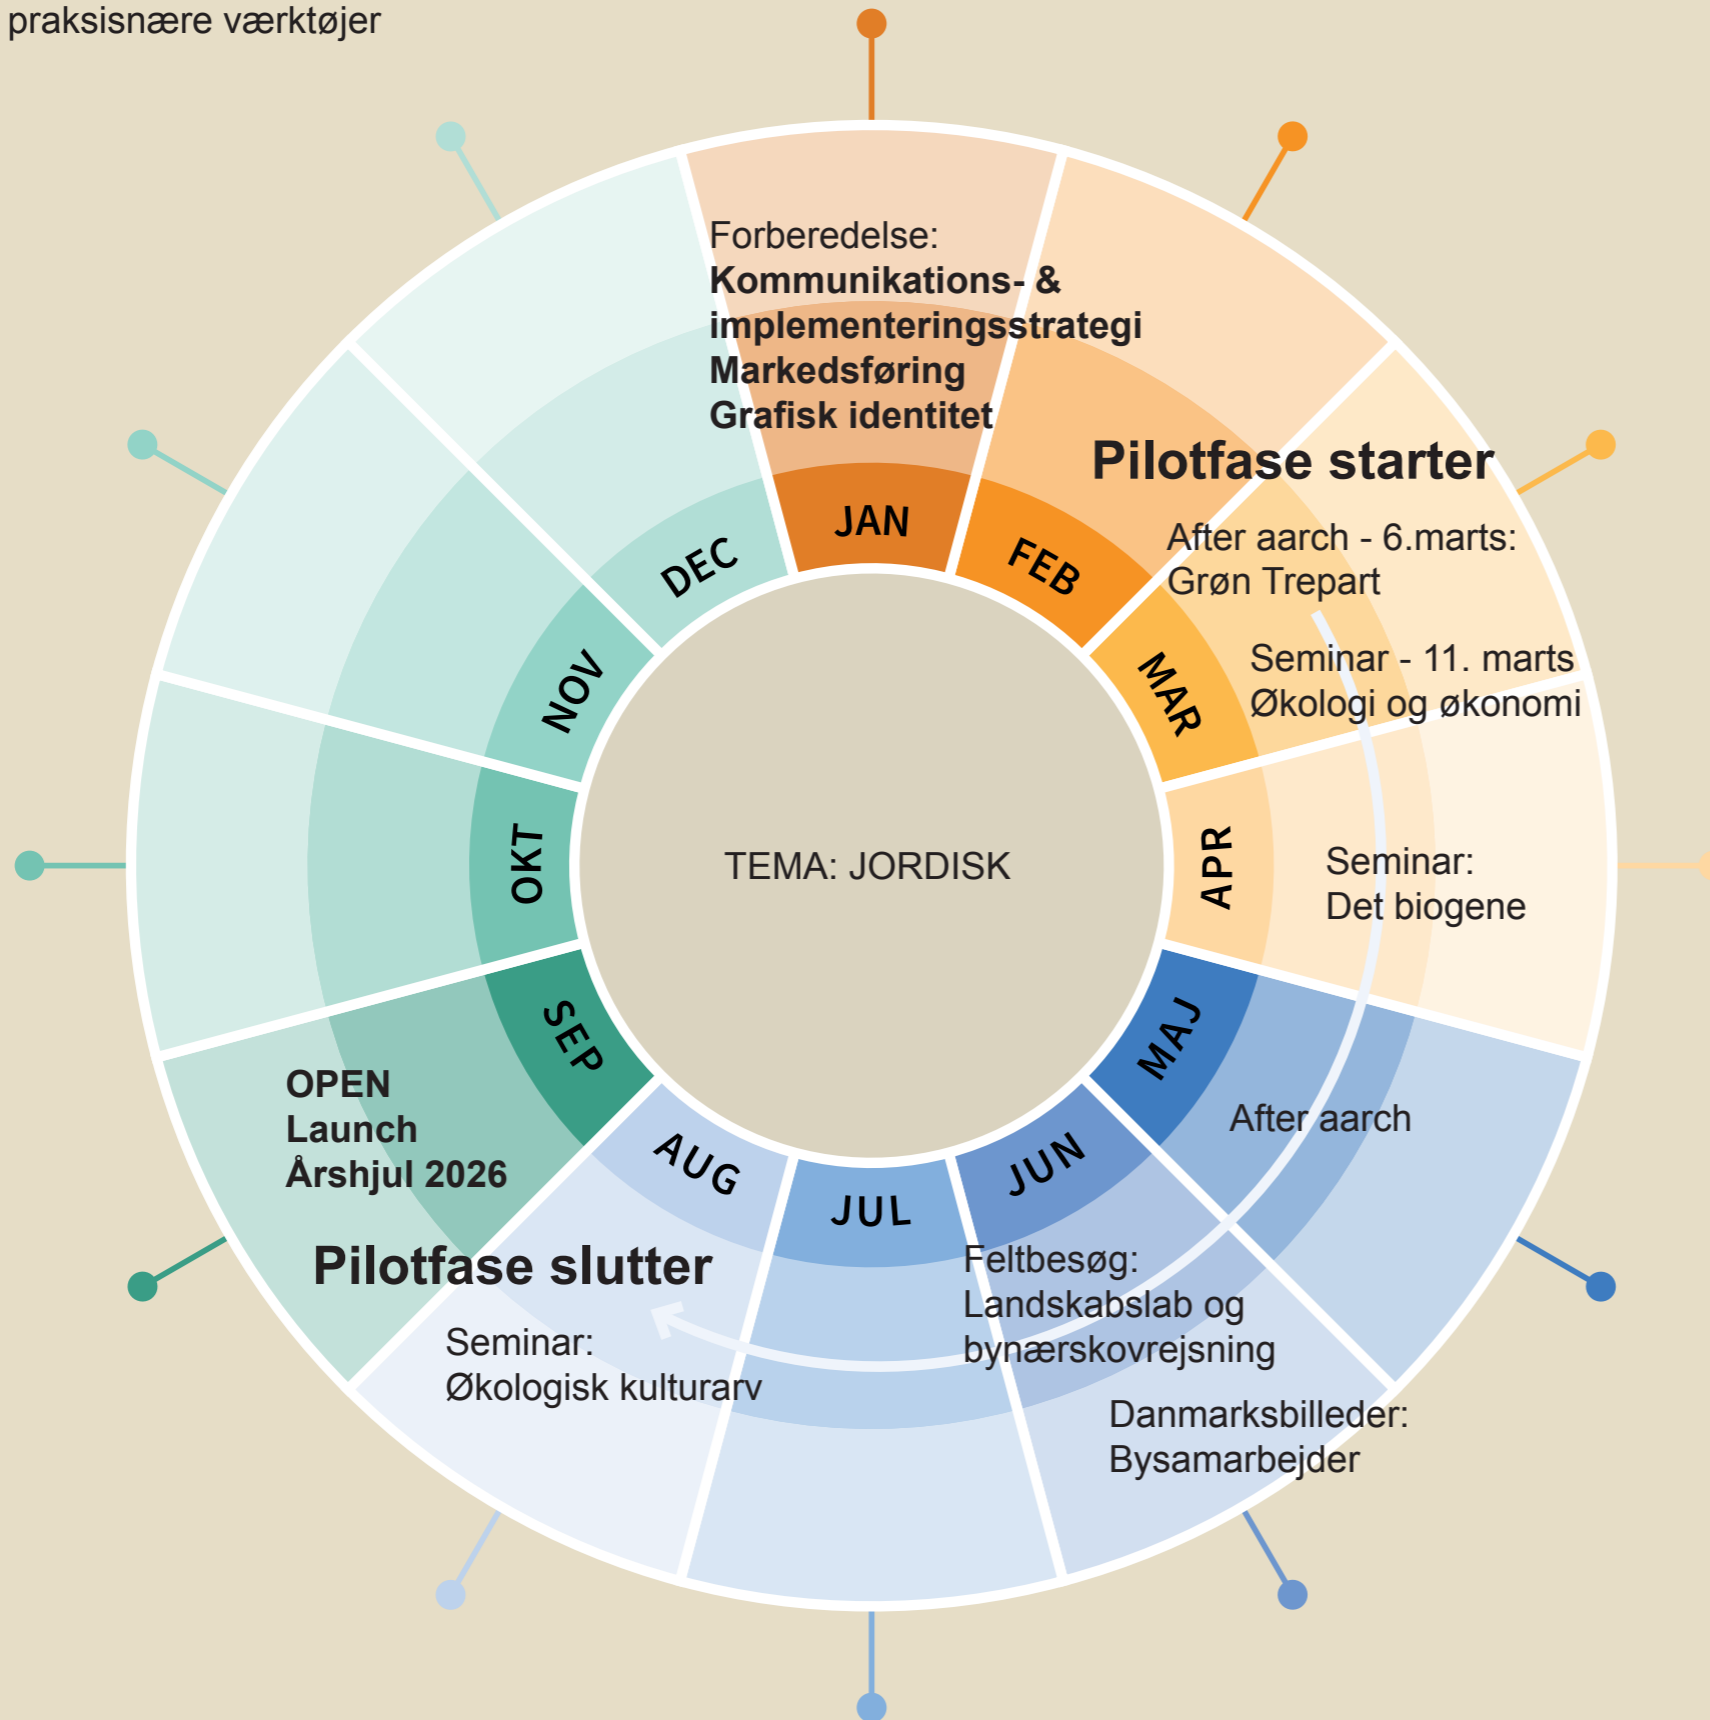 praksisnære værktøjer
Forberedelse:
Kommunikations- &
implementeringsstrategi
Markedsføring
Grafisk identitet
Pilotfase starter
After aarch - 6.marts:
Grøn Trepart
Seminar - 11. marts
Økologi og økonomi
Seminar:
Det biogene
After aarch
Feltbesøg:
Landskabslab og
bynærskovrejsning
Danmarksbilleder:
Bysamarbejder
Pilotfase slutter
Seminar:
Økologisk kulturarv
OPEN
Launch
Årshjul 2026
JAN
FEB
MAR
APR
MAJ
JUN
JUL
AUG
SEP
OKT
NOV
DEC
TEMA: JORDISK